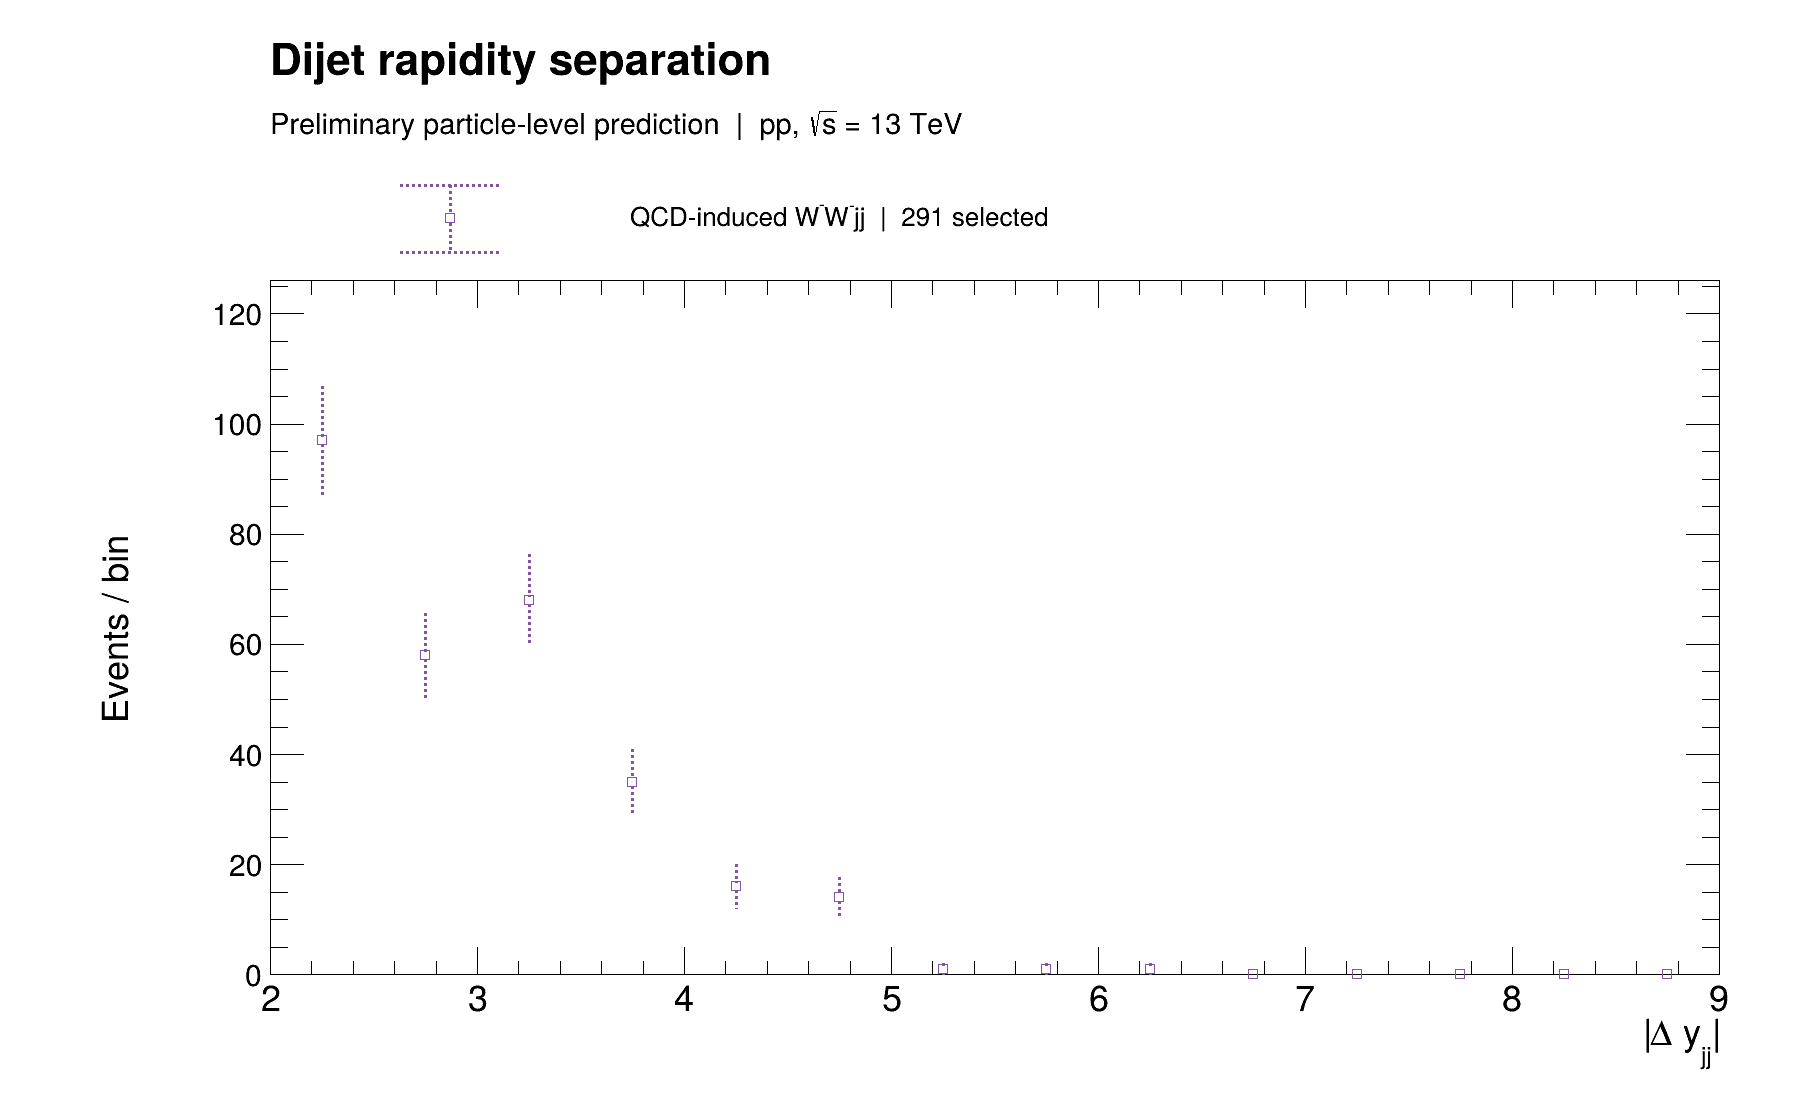 Dijet rapidity separation
Preliminary particle-level prediction | pp, √s = 13 TeV
QCD-induced W⁻W⁻jj | 291 selected
120
100
80
60
40
20
0
Events / bin
2 3 4 5 6 7 8 9
|Δ y_jj|